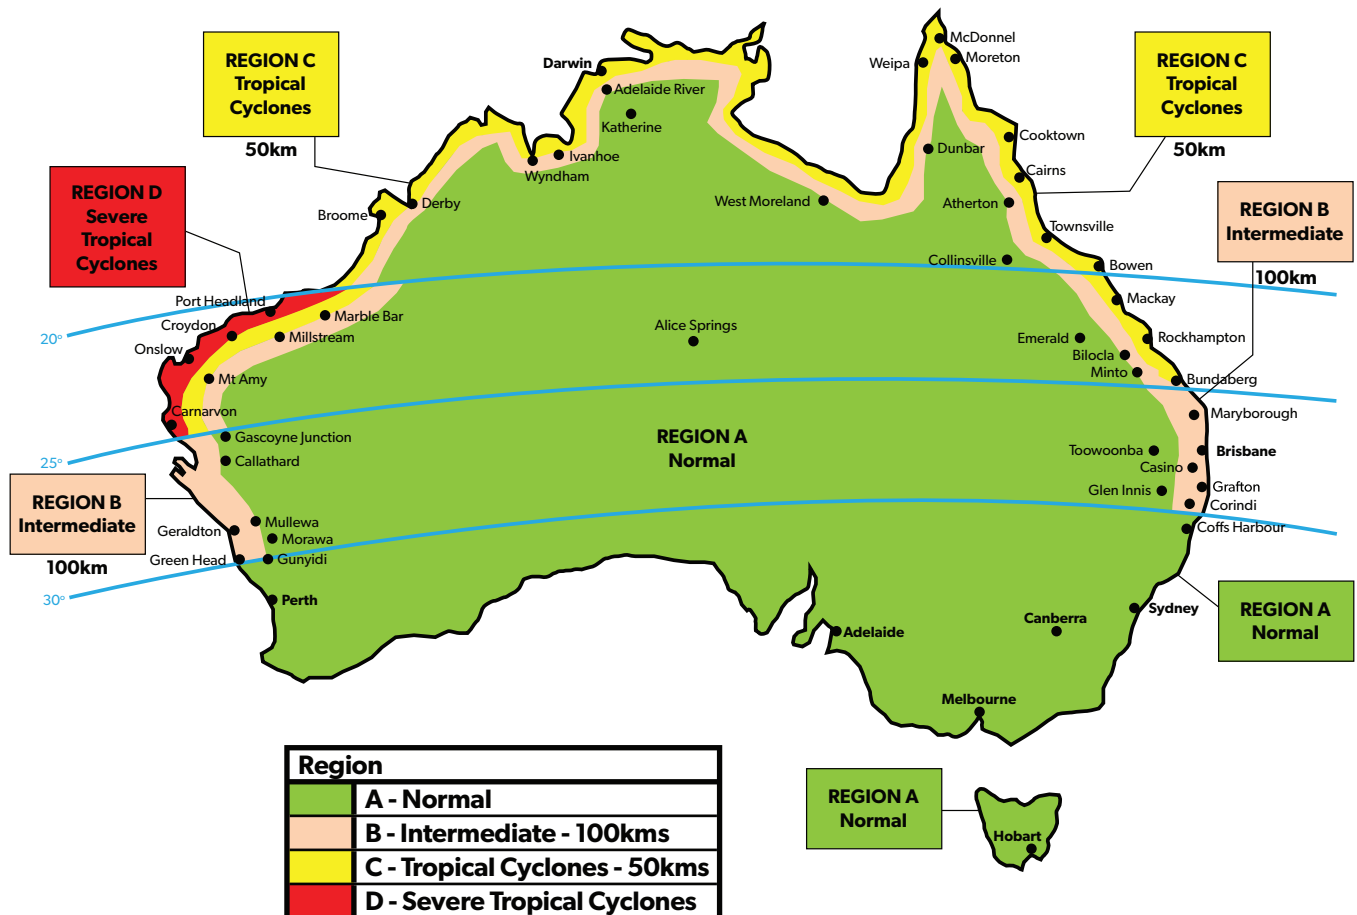 McDonnel
Moreton
Weipa
REGION C
Tropical
Cyclones
50km
Darwin
REGION C
Tropical
Cyclones
50km
Adelaide River
Katherine
Cooktown
Dunbar
Ivanhoe
Wyndham
Cairns
REGION D
Severe
Tropical
Cyclones
Broome
Derby
West Moreland
Atherton
REGION B
Intermediate
100km
Townsville
Collinsville
Bowen
Port Headland
Mackay
Croydon
Marble Bar
Millstream
Alice Springs
Emerald
Rockhampton
20°
Onslow
Bilocla
Minto
Mt Amy
Bundaberg
Carnarvon
Maryborough
Gascoyne Junction
REGION A
Normal
Toowoonba
Brisbane
25°
Callathard
Casino
REGION B
Intermediate
100km
Glen Innis
Grafton
Corindi
Mullewa
Geraldton
Morawa
Coffs Harbour
Green Head
Gunyidi
30°
Perth
Sydney
REGION A
Normal
Canberra
Adelaide
Melbourne
Region
A - Normal
B - Intermediate - 100kms
C - Tropical Cyclones - 50kms
D - Severe Tropical Cyclones
REGION A
Normal
Hobart